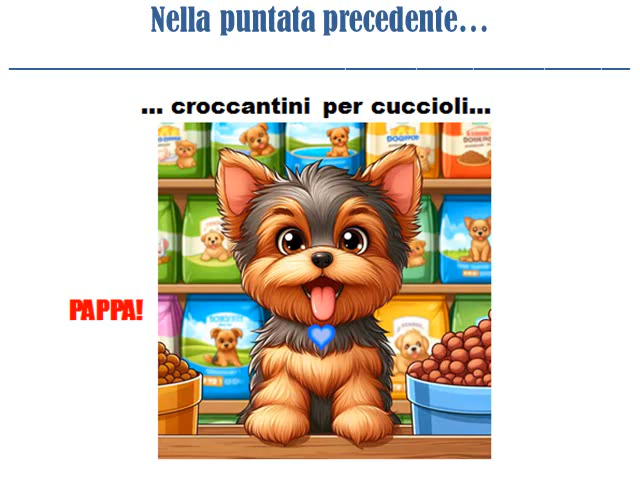 Nella puntata precedente...
... croccantini per cuccioli...
PAPPA!